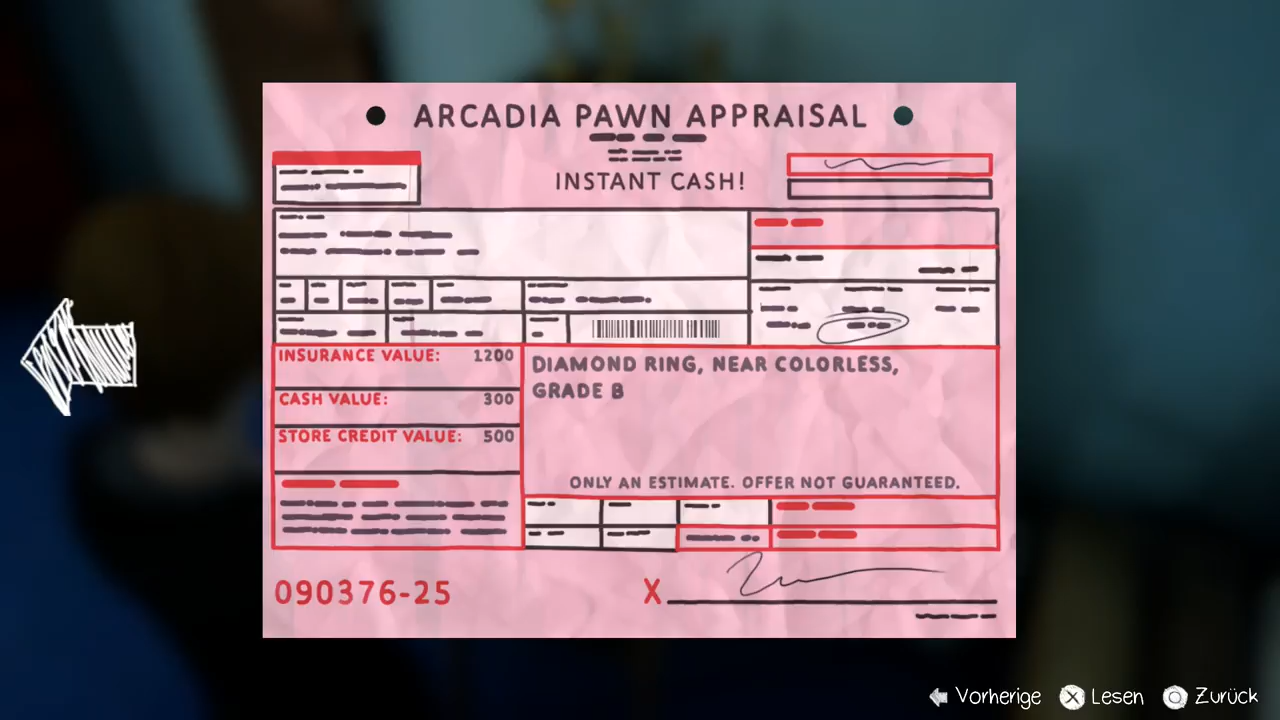 ARCADIA PAWN APPRAISAL
INSTANT CASH!
INSURANCE VALUE: 1200
CASH VALUE: 300
STORE CREDIT VALUE: 500
DIAMOND RING, NEAR COLORLESS,
GRADE B
ONLY AN ESTIMATE. OFFER NOT GUARANTEED.
090376-25
X
Vorherige Lesen Zurück